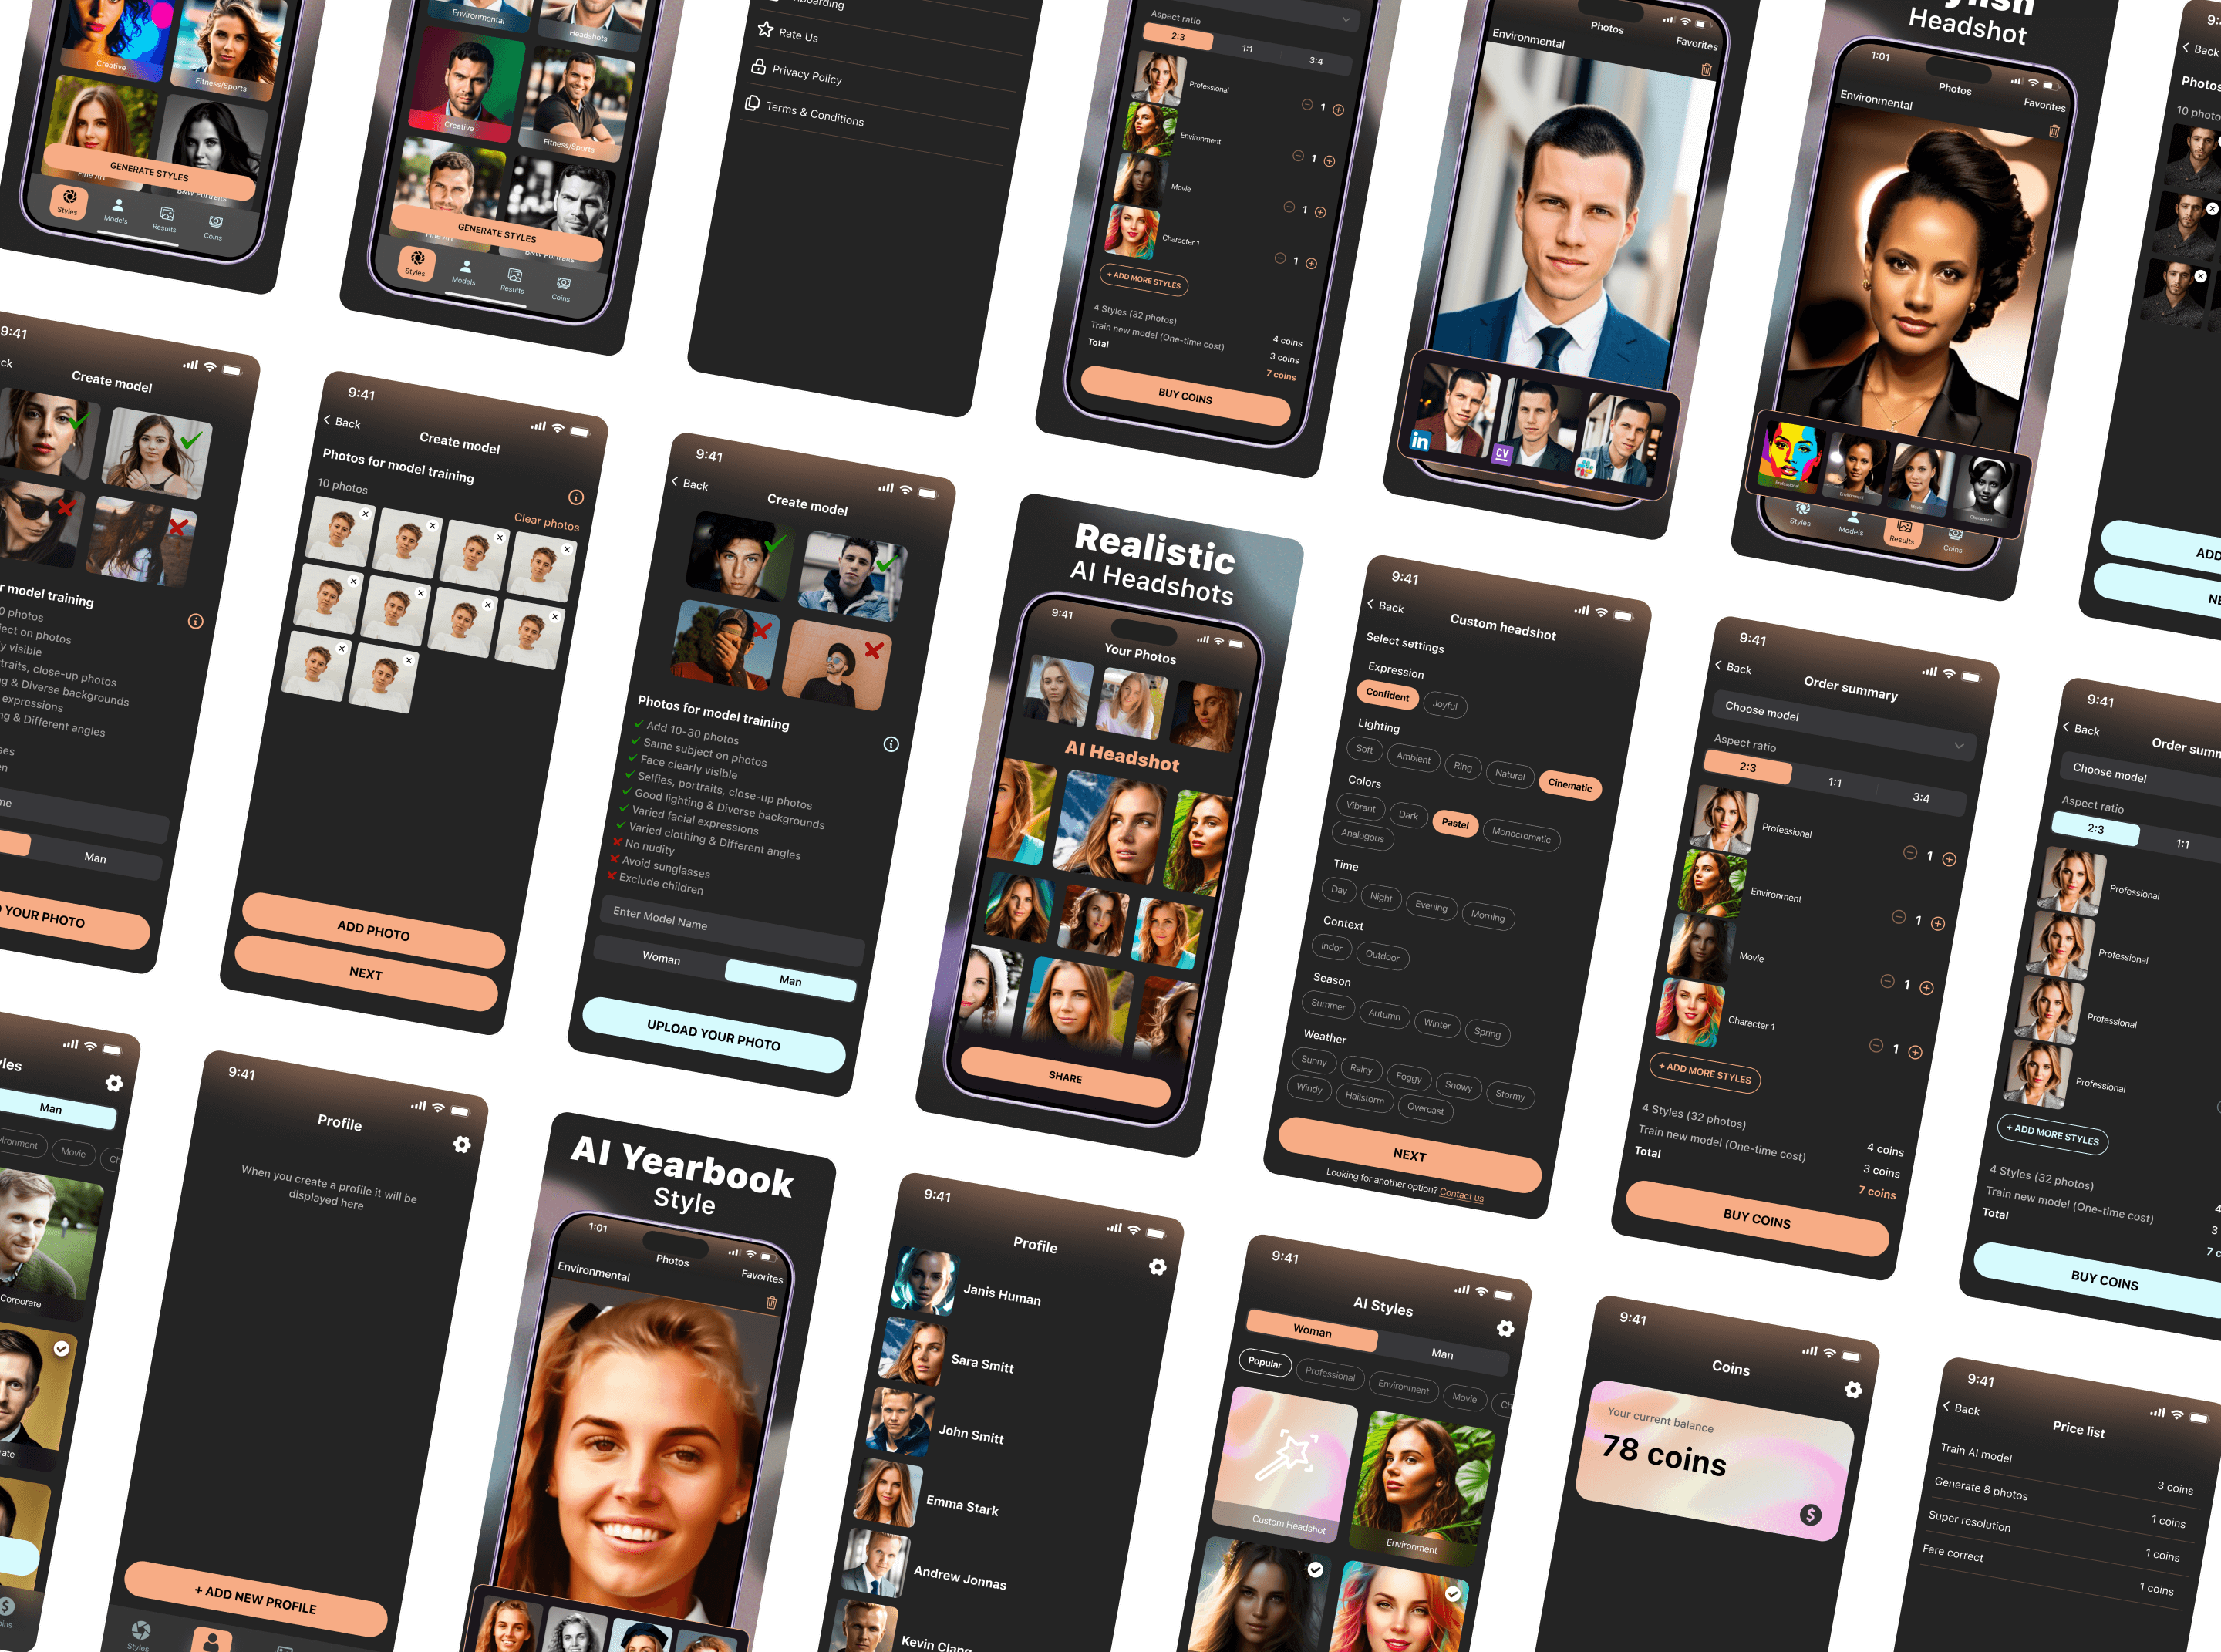 Creative
Fitness/Sports
GENERATE STYLES
Fine Art
B&W Portraits
Styles
Models
Results
Coins
Environmental
Headshots
Creative
Fitness/Sports
GENERATE STYLES
Fine Art
B&W Portraits
Styles
Models
Results
Coins
Rate Us
Privacy Policy
Terms & Conditions
Aspect ratio
2:3
1:1
3:4
Professional
1
Environment
1
Movie
1
Character 1
1
+ ADD MORE STYLES
4 Styles (32 photos)
4 coins
Train new model (One-time cost)
3 coins
Total
7 coins
BUY COINS
Photos
Environmental
Favorites
in
CV
Headshot
1:01
Photos
Environmental
Favorites
Professional
Environment
Movie
Character 1
Styles
Models
Results
Coins
Back
Photos
ADD
9:41
Create model
r model training
0 photos
ject on photos
ly visible
traits, close-up photos
ng & Diverse backgrounds
expressions
ng & Different angles
Man
YOUR PHOTO
9:41
Back
Create model
Photos for model training
10 photos
Clear photos
ADD PHOTO
NEXT
9:41
Back
Create model
Photos for model training
Add 10-30 photos
Same subject on photos
Face clearly visible
Selfies, portraits, close-up photos
Good lighting & Diverse backgrounds
Varied facial expressions
Varied clothing & Different angles
No nudity
Avoid sunglasses
Exclude children
Enter Model Name
Woman
Man
UPLOAD YOUR PHOTO
Realistic
AI Headshots
9:41
Your Photos
AI Headshot
SHARE
9:41
Back
Custom headshot
Select settings
Expression
Confident
Joyful
Lighting
Soft
Ambient
Ring
Natural
Cinematic
Colors
Vibrant
Dark
Pastel
Monocromatic
Analogous
Time
Day
Night
Evening
Morning
Context
Indor
Outdoor
Season
Summer
Autumn
Winter
Spring
Weather
Sunny
Rainy
Foggy
Snowy
Stormy
Windy
Hailstorm
Overcast
NEXT
Looking for another option? Contact us
9:41
Back
Order summary
Choose model
Aspect ratio
2:3
1:1
3:4
Professional
1
Environment
1
Movie
1
Character 1
1
+ ADD MORE STYLES
4 Styles (32 photos)
4 coins
Train new model (One-time cost)
3 coins
Total
7 coins
BUY COINS
9:41
Back
Order summ
Choose model
Aspect ratio
2:3
1:1
Professional
Professional
Professional
Professional
+ ADD MORE STYLES
4 Styles (32 photos)
4
Train new model (One-time cost)
3
Total
7 c
BUY COINS
Man
Movie
Corporate
9:41
Profile
When you create a profile it will be
displayed here
+ ADD NEW PROFILE
Styles
AI Yearbook
Style
1:01
Photos
Environmental
Favorites
9:41
Profile
Janis Human
Sara Smitt
John Smitt
Emma Stark
Andrew Jonnas
Kevin Clang
9:41
AI Styles
Woman
Man
Popular
Professional
Environment
Movie
Ch
Custom Headshot
Environment
9:41
Coins
Your current balance
78 coins
9:41
Back
Price list
Train AI model
3 coins
Generate 8 photos
1 coins
Super resolution
1 coins
Fare correct
1 coins